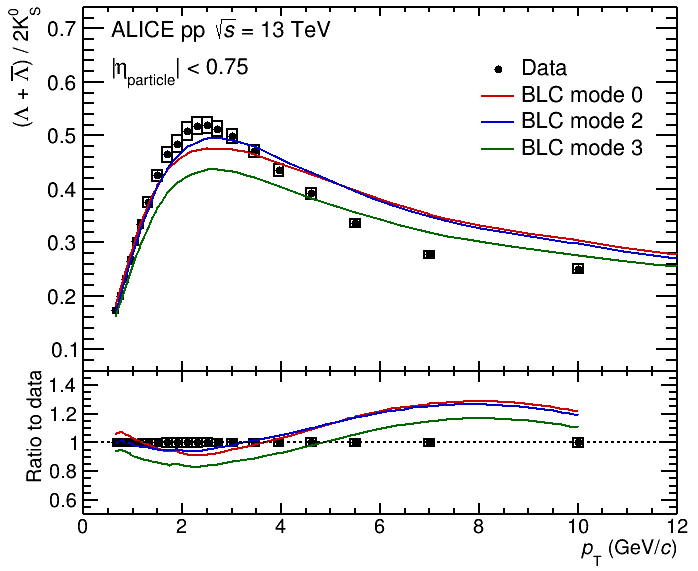 ALICE pp √s = 13 TeV
|η_particle| < 0.75
Data
BLC mode 0
BLC mode 2
BLC mode 3
(Λ + Λ̅) / 2K⁰_S
0.7
0.6
0.5
0.4
0.3
0.2
0.1
Ratio to data
1.4
1.2
1.0
0.8
0.6
0 2 4 6 8 10 12
p_T (GeV/c)